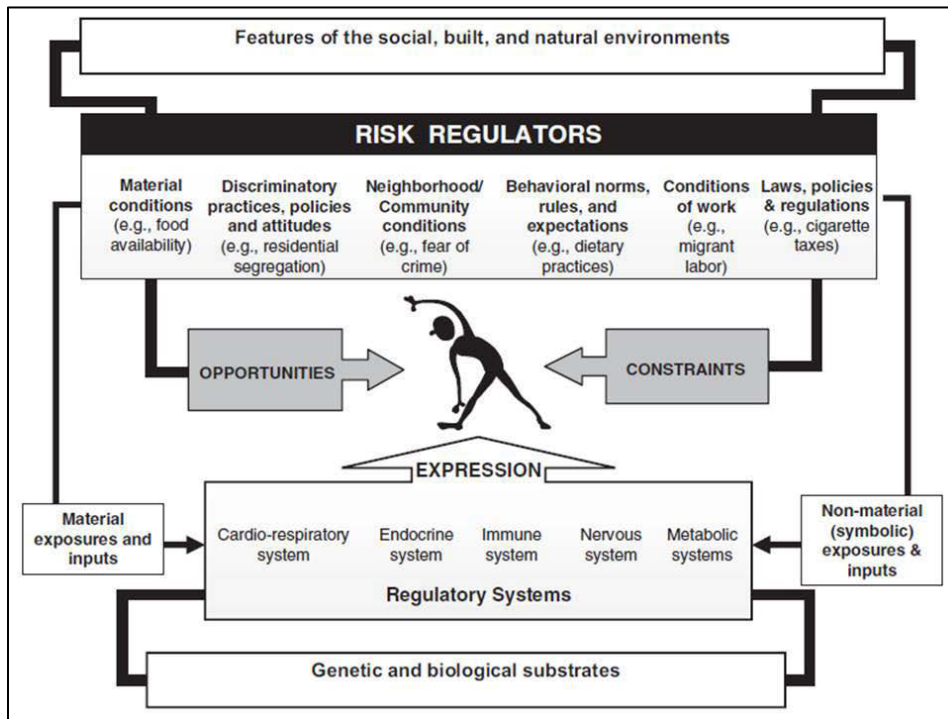 Features of the social, built, and natural environments
RISK REGULATORS
Material
conditions
(e.g., food
availability)
Discriminatory
practices, policies
and attitudes
(e.g., residential
segregation)
Neighborhood/
Community
conditions
(e.g., fear of
crime)
Behavioral norms,
rules, and
expectations
(e.g., dietary
practices)
Conditions
of work
(e.g.,
migrant
labor)
Laws, policies
& regulations
(e.g., cigarette
taxes)
OPPORTUNITIES
CONSTRAINTS
EXPRESSION
Material
exposures and
inputs
Cardio-respiratory
system
Endocrine
system
Immune
system
Nervous
system
Metabolic
systems
Regulatory Systems
Non-material
(symbolic)
exposures &
inputs
Genetic and biological substrates